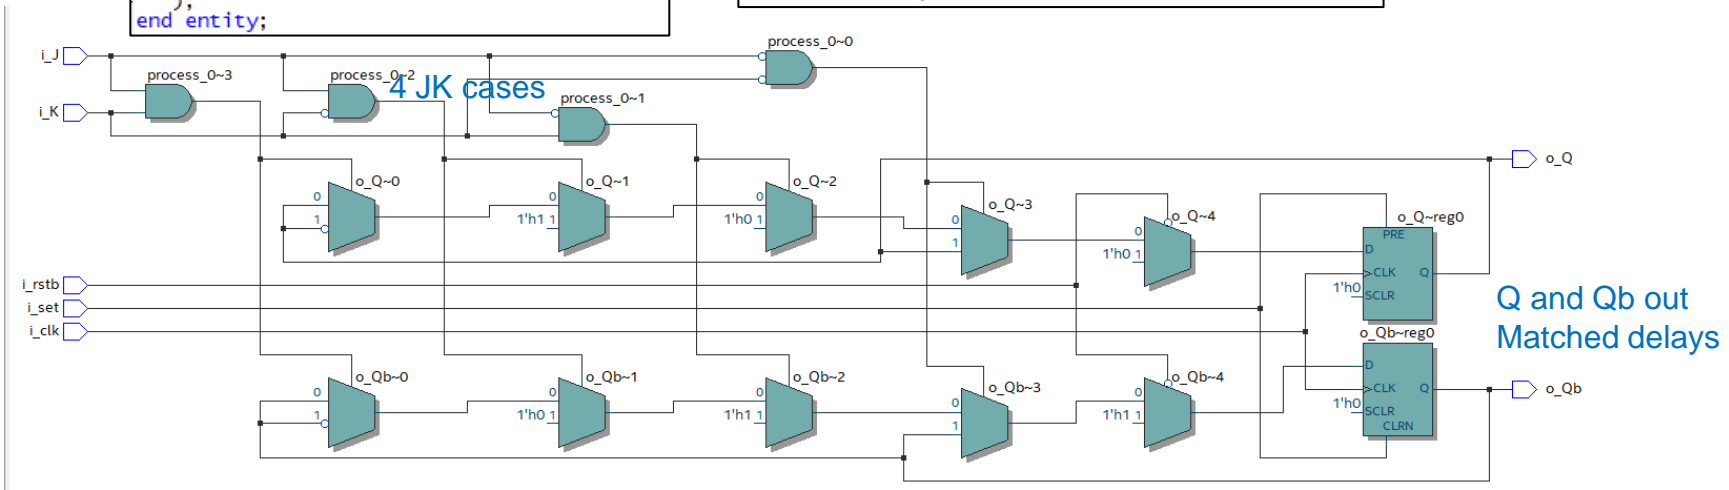 );
end entity;
i_J
process_0~0
process_0~3
process_0~2
4 JK cases
process_0~1
i_K
o_Q
o_Q~0
0
1
o_Q~1
0
1'h1 1
o_Q~2
0
1'h0 1
o_Q~3
0
1
o_Q~4
0
1'h0 1
o_Q~reg0
PRE
D
CLK
Q
1'h0
SCLR
i_rstb
i_set
i_clk
Q and Qb out
Matched delays
o_Qb~reg0
D
CLK
Q
1'h0
SCLR
CLRN
o_Qb
o_Qb~0
0
1
o_Qb~1
0
1'h0 1
o_Qb~2
0
1'h1 1
o_Qb~3
0
1
o_Qb~4
0
1'h1 1